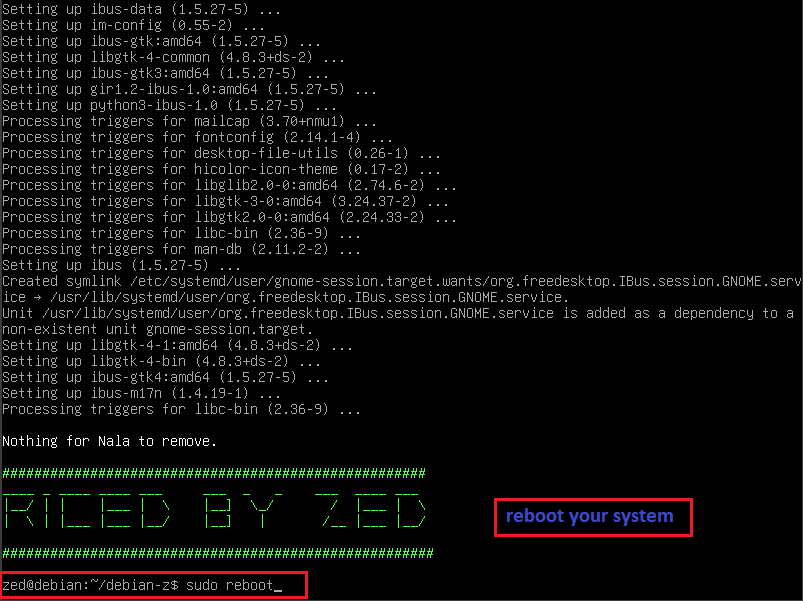 Setting up ibus-data (1.5.27-5) ...
Setting up im-config (0.55-2) ...
Setting up ibus-gtk:amd64 (1.5.27-5) ...
Setting up libgtk-4-common (4.8.3+ds-2) ...
Setting up ibus-gtk3:amd64 (1.5.27-5) ...
Setting up gir1.2-ibus-1.0:amd64 (1.5.27-5) ...
Setting up python3-ibus-1.0 (1.5.27-5) ...
Processing triggers for mailcap (3.70+nmu1) ...
Processing triggers for fontconfig (2.14.1-4) ...
Processing triggers for desktop-file-utils (0.26-1) ...
Processing triggers for hicolor-icon-theme (0.17-2) ...
Processing triggers for libglib2.0-0:amd64 (2.74.6-2) ...
Processing triggers for libgtk-3-0:amd64 (3.24.37-2) ...
Processing triggers for libgtk2.0-0:amd64 (2.24.33-2) ...
Processing triggers for libc-bin (2.36-9) ...
Processing triggers for man-db (2.11.2-2) ...
Setting up ibus (1.5.27-5) ...
Created symlink /etc/systemd/user/gnome-session.target.wants/org.freedesktop.IBus.session.GNOME.serv
ice → /usr/lib/systemd/user/org.freedesktop.IBus.session.GNOME.service.
Unit /usr/lib/systemd/user/org.freedesktop.IBus.session.GNOME.service is added as a dependency to a
non-existent unit gnome-session.target.
Setting up libgtk-4-1:amd64 (4.8.3+ds-2) ...
Setting up libgtk-4-bin (4.8.3+ds-2) ...
Setting up ibus-gtk4:amd64 (1.5.27-5) ...
Setting up ibus-m17n (1.4.19-1) ...
Processing triggers for libc-bin (2.36-9) ...
Nothing for Nala to remove.
#####################################################
RICED BY ZED
reboot your system
######################################################
zed@debian:~/debian-z$ sudo reboot_